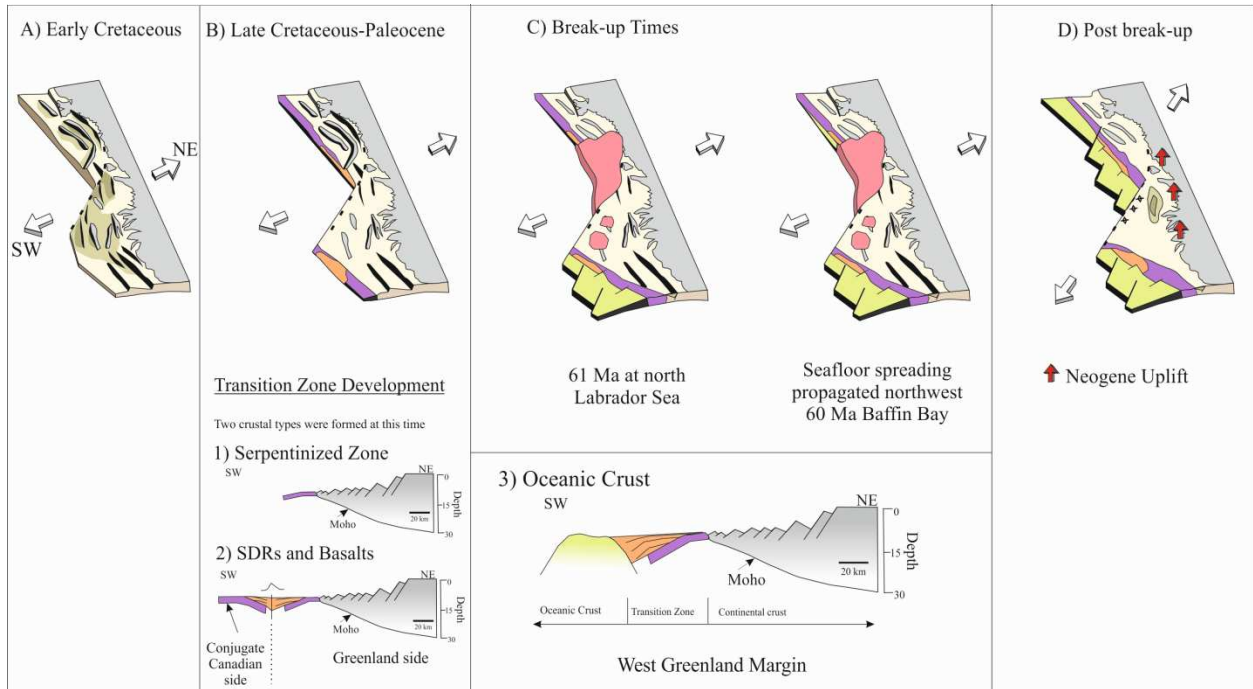 A) Early Cretaceous
NE
SW
B) Late Cretaceous-Paleocene
Transition Zone Development
Two crustal types were formed at this time
1) Serpentinized Zone
SW
NE
0
15
30
Depth
20 km
Moho
2) SDRs and Basalts
SW
NE
0
15
30
Depth
20 km
Moho
Conjugate
Canadian
side
Greenland side
C) Break-up Times
61 Ma at north
Labrador Sea
Seafloor spreading
propagated northwest
60 Ma Baffin Bay
3) Oceanic Crust
SW
NE
0
15
30
Depth
20 km
Moho
Oceanic Crust
Transition Zone
Continental crust
West Greenland Margin
D) Post break-up
Neogene Uplift